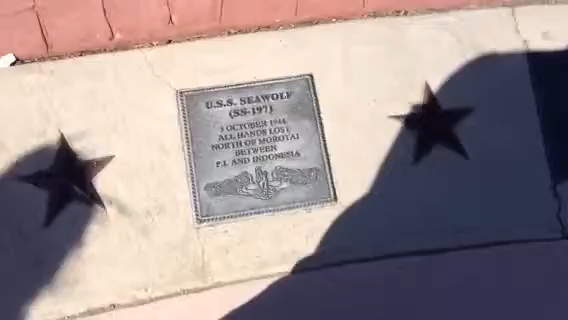 U.S.S. SEAWOLF
(SS-197)
3 OCTOBER 1944
ALL HANDS LOST
NORTH OF MOROTAI
BETWEEN
P.I. AND INDONESIA